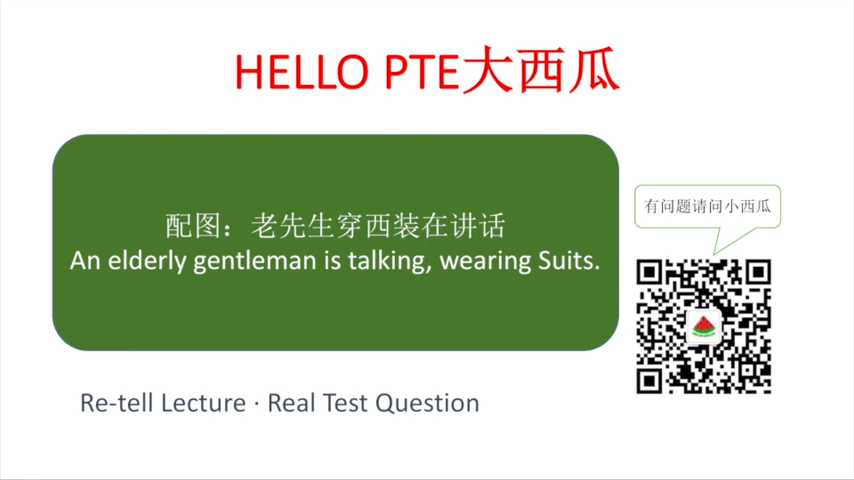 HELLO PTE大西瓜
配图：老先生穿西装在讲话
An elderly gentleman is talking, wearing Suits.
有问题请问小西瓜
Re-tell Lecture · Real Test Question